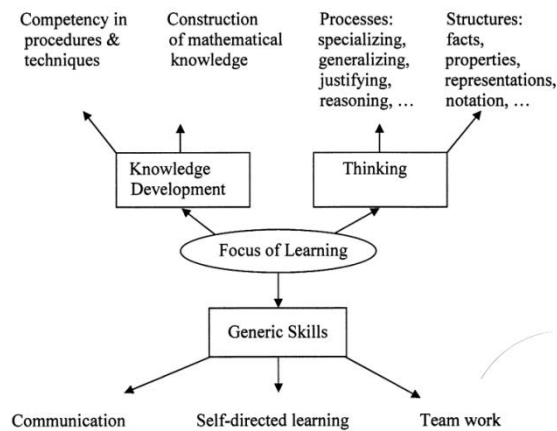 Competency in
procedures &
techniques
Construction
of mathematical
knowledge
Processes:
specializing,
generalizing,
justifying,
reasoning, …
Structures:
facts,
properties,
representations,
notation, …
Knowledge
Development
Thinking
Focus of Learning
Generic Skills
Communication
Self-directed learning
Team work